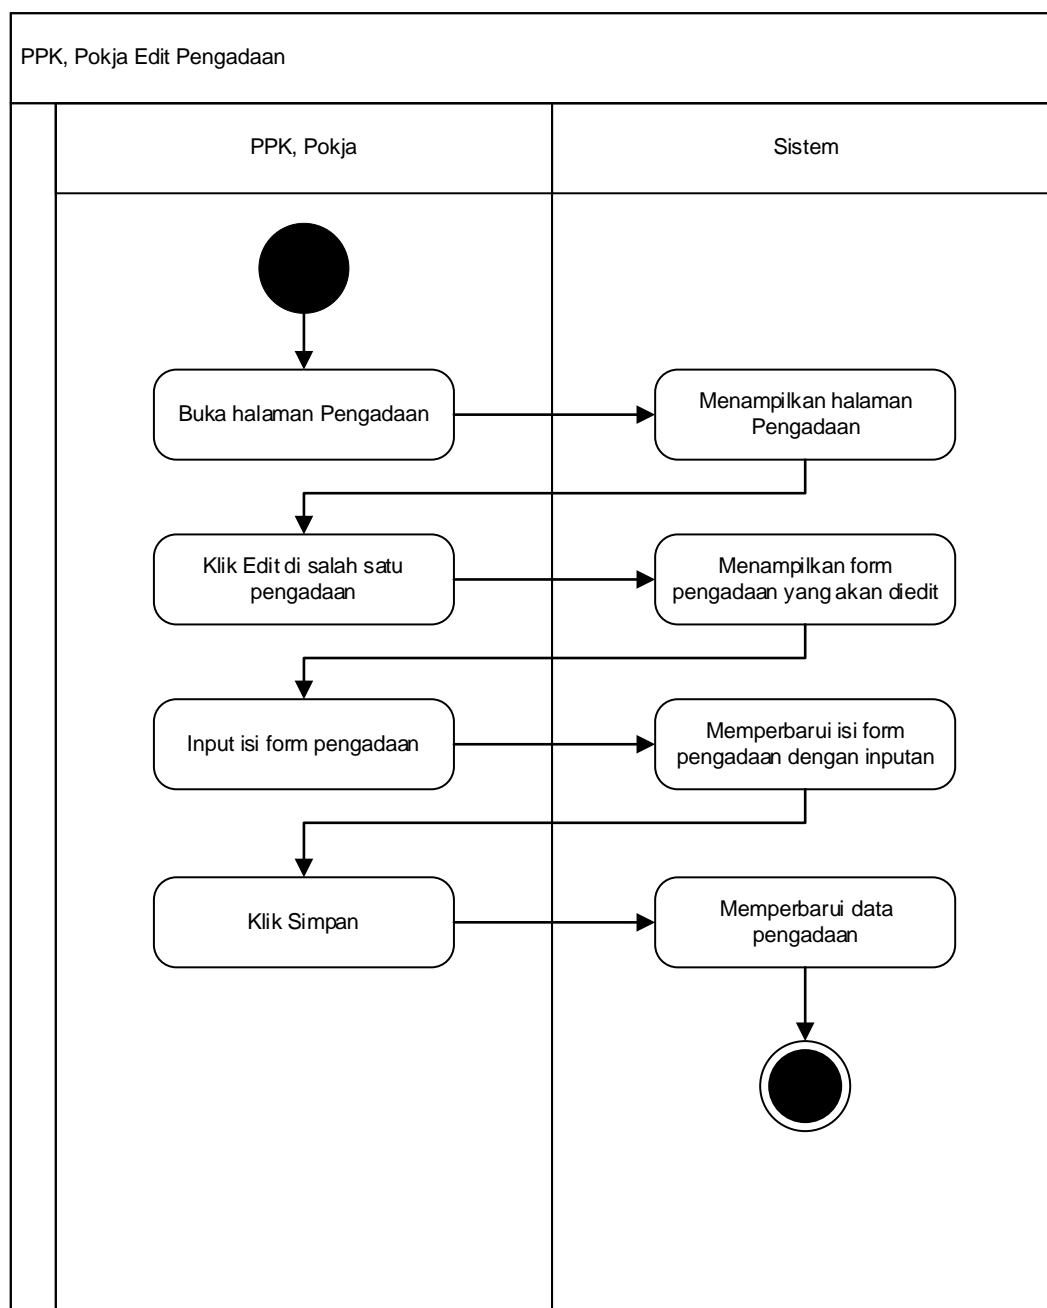 PPK, Pokja Edit Pengadaan
PPK, Pokja
Sistem
Buka halaman Pengadaan
Menampilkan halaman
Pengadaan
Klik Edit di salah satu
pengadaan
Menampilkan form
pengadaan yang akan diedit
Input isi form pengadaan
Memperbarui isi form
pengadaan dengan inputan
Klik Simpan
Memperbarui data
pengadaan